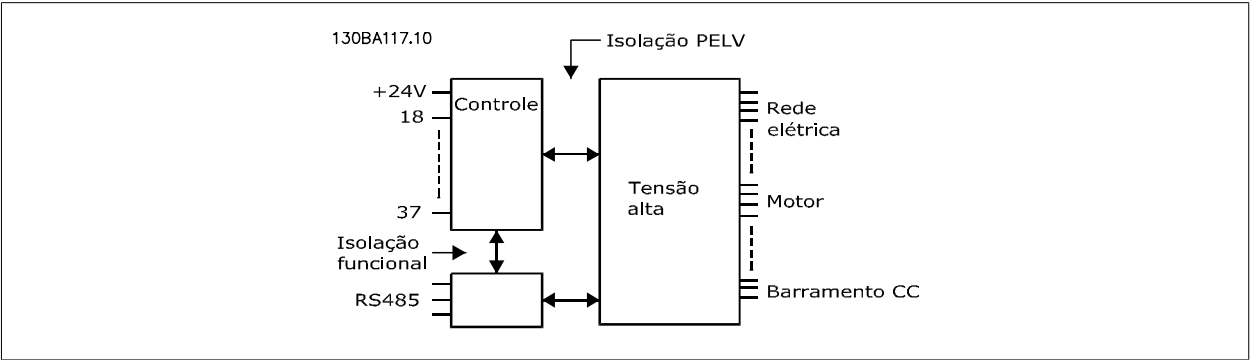 130BA117.10
Isolação PELV
+24V
Controle
18
Rede
elétrica
Tensão
alta
Motor
37
Isolação
funcional
RS485
Barramento CC